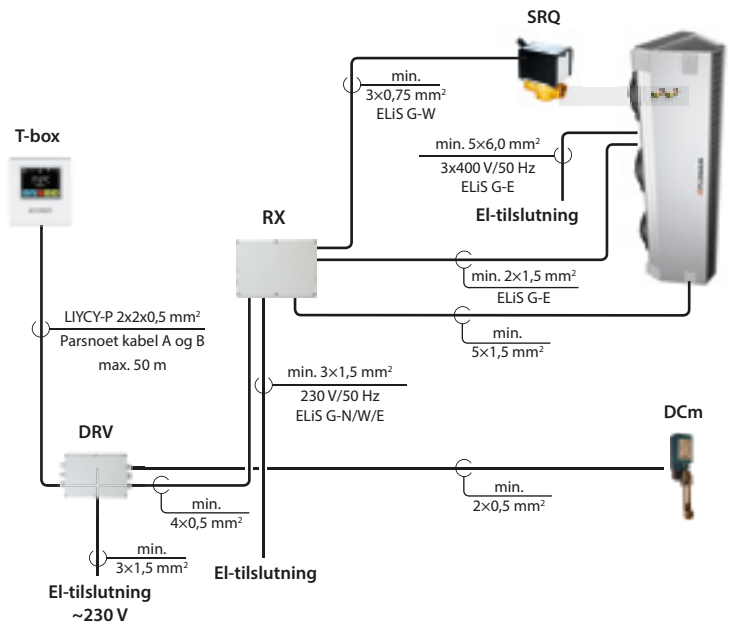 SRQ
min.
3×0,75 mm²
ELiS G-W
T-box
min. 5×6,0 mm²
3x400 V/50 Hz
ELiS G-E
El-tilslutning
RX
min. 2×1,5 mm²
ELiS G-E
LIYCY-P 2x2x0,5 mm²
Parsnoet kabel A og B
max. 50 m
min.
5×1,5 mm²
min. 3×1,5 mm²
230 V/50 Hz
ELiS G-N/W/E
DCm
DRV
min.
4×0,5 mm²
min.
2×0,5 mm²
min.
3×1,5 mm²
El-tilslutning
El-tilslutning
~230 V